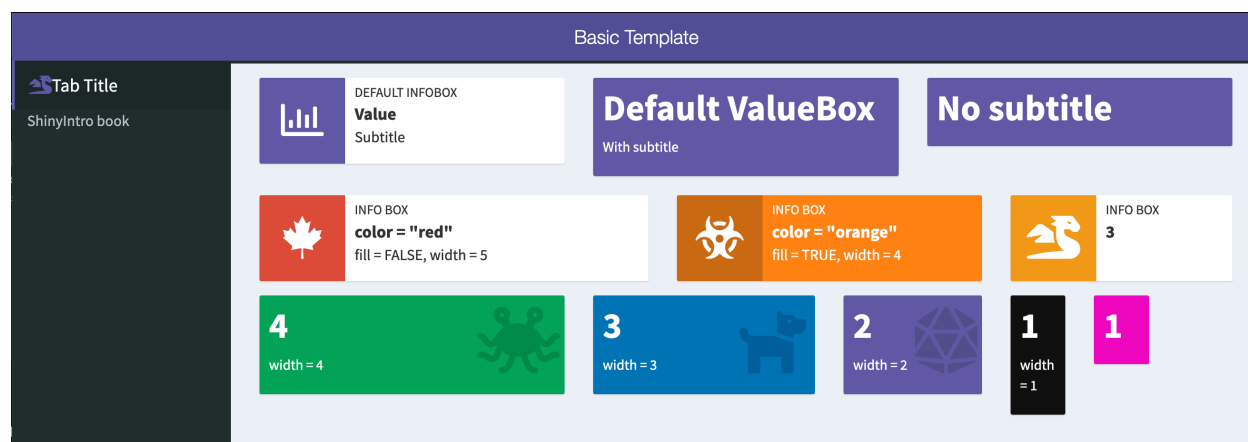 Basic Template
Tab Title
ShinyIntro book
DEFAULT INFOBOX
Value
Subtitle
Default ValueBox
With subtitle
No subtitle
INFO BOX
color = "red"
fill = FALSE, width = 5
INFO BOX
color = "orange"
fill = TRUE, width = 4
INFO BOX
3
4
width = 4
3
width = 3
2
width = 2
1
width
= 1
1